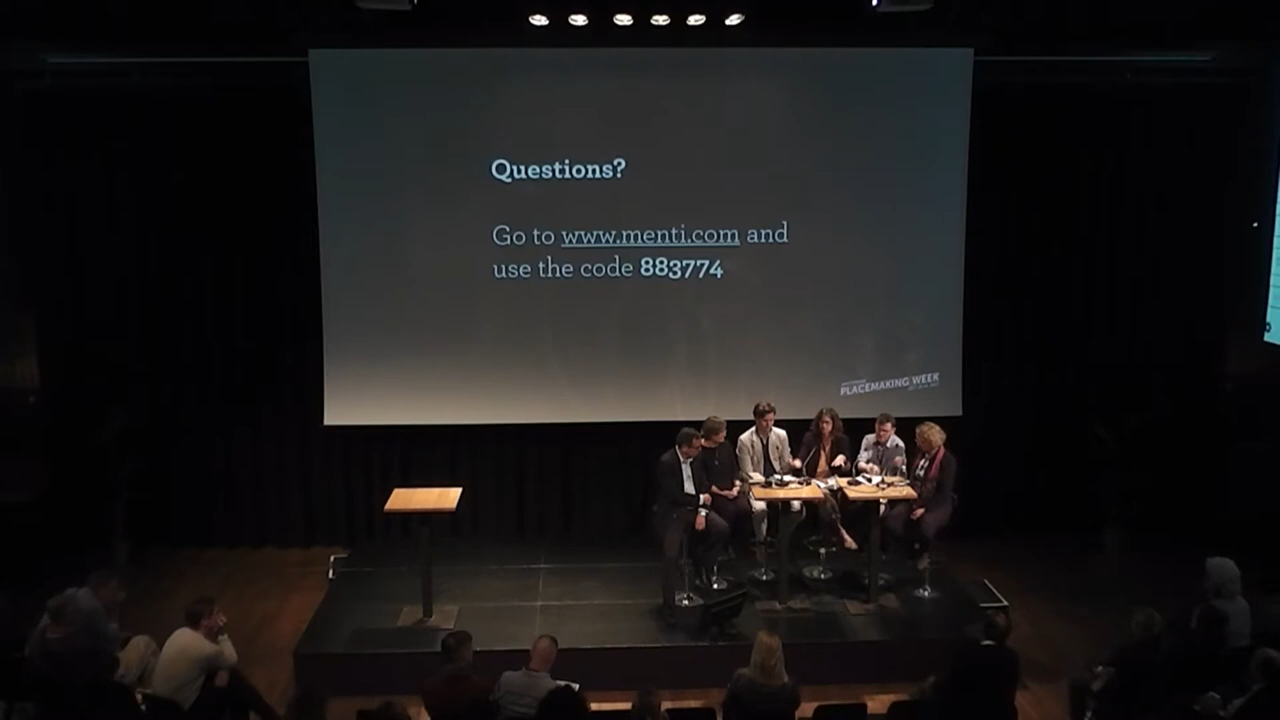 Questions?
Go to www.menti.com and
use the code 883774
PLACEMAKING WEEK